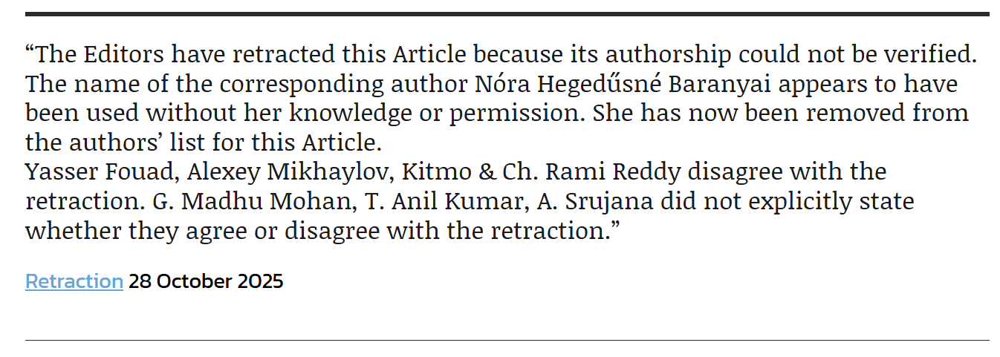 “The Editors have retracted this Article because its authorship could not be verified.
The name of the corresponding author Nóra Hegedűsné Baranyai appears to have
been used without her knowledge or permission. She has now been removed from
the authors’ list for this Article.
Yasser Fouad, Alexey Mikhaylov, Kitmo & Ch. Rami Reddy disagree with the
retraction. G. Madhu Mohan, T. Anil Kumar, A. Srujana did not explicitly state
whether they agree or disagree with the retraction.”
Retraction 28 October 2025